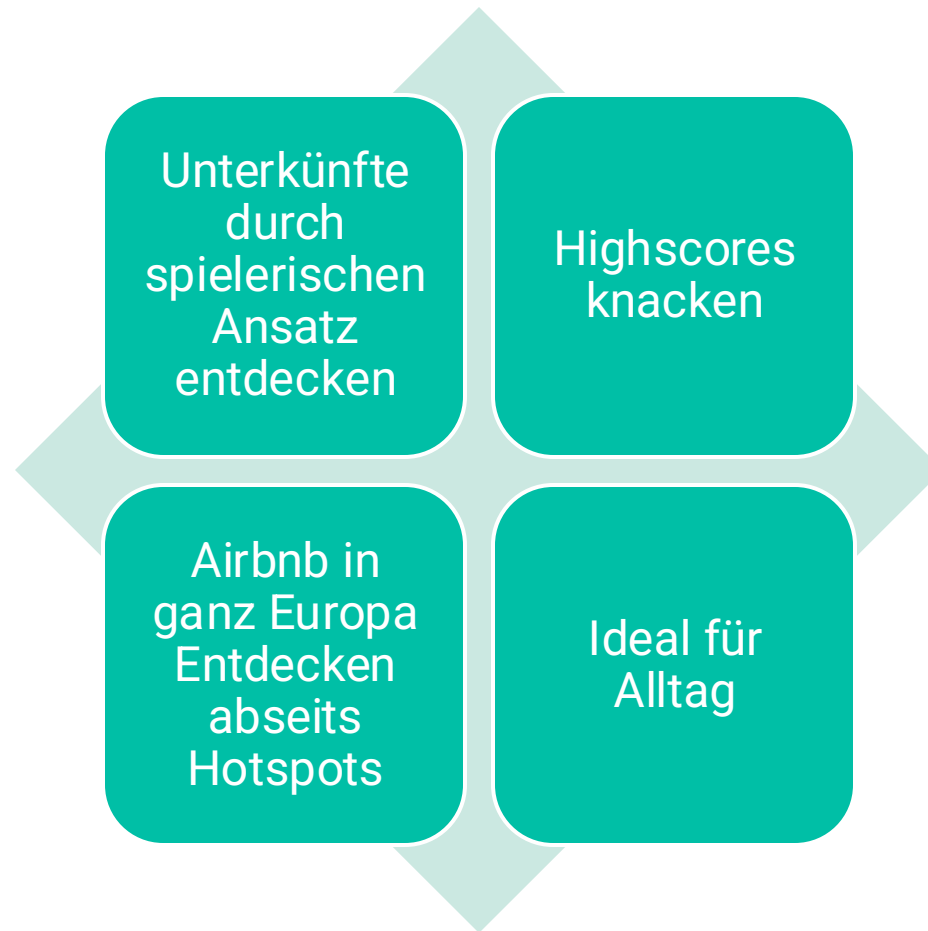 Unterkünfte
durch
spielerischen
Ansatz
entdecken
Highscores
knacken
Airbnb in
ganz Europa
Entdecken
abseits
Hotspots
Ideal für
Alltag